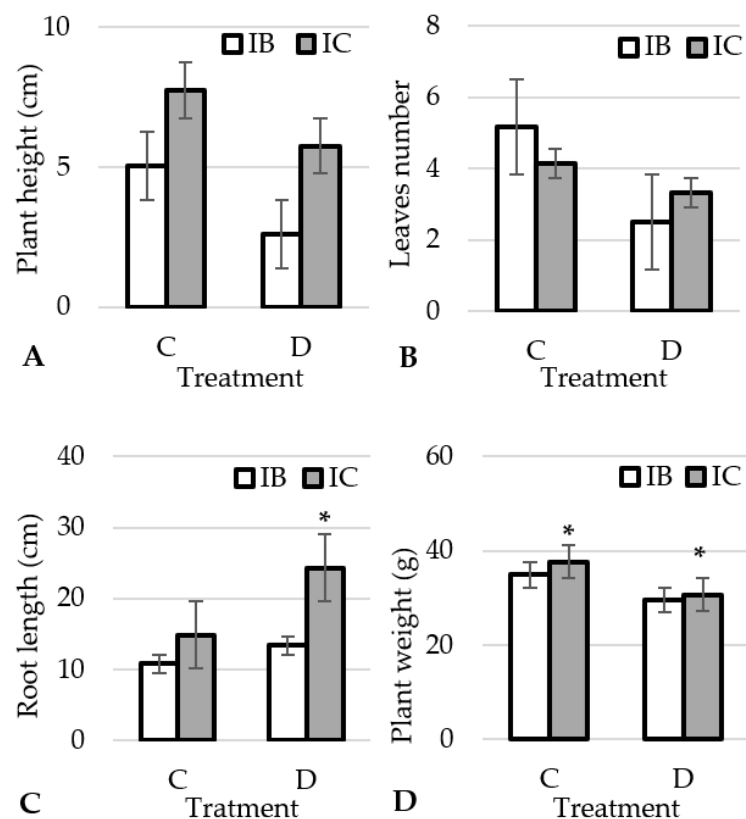 10
IB IC
Plant height (cm)
5
0
C D
A
Treatment
8
IB IC
6
Leaves number
4
2
0
C D
B
Treatment
40
IB IC
30
*
Root length (cm)
20
10
0
C D
C
Tratment
60
IB IC
* *
40
Plant weight (g)
20
0
C D
D
Treatment